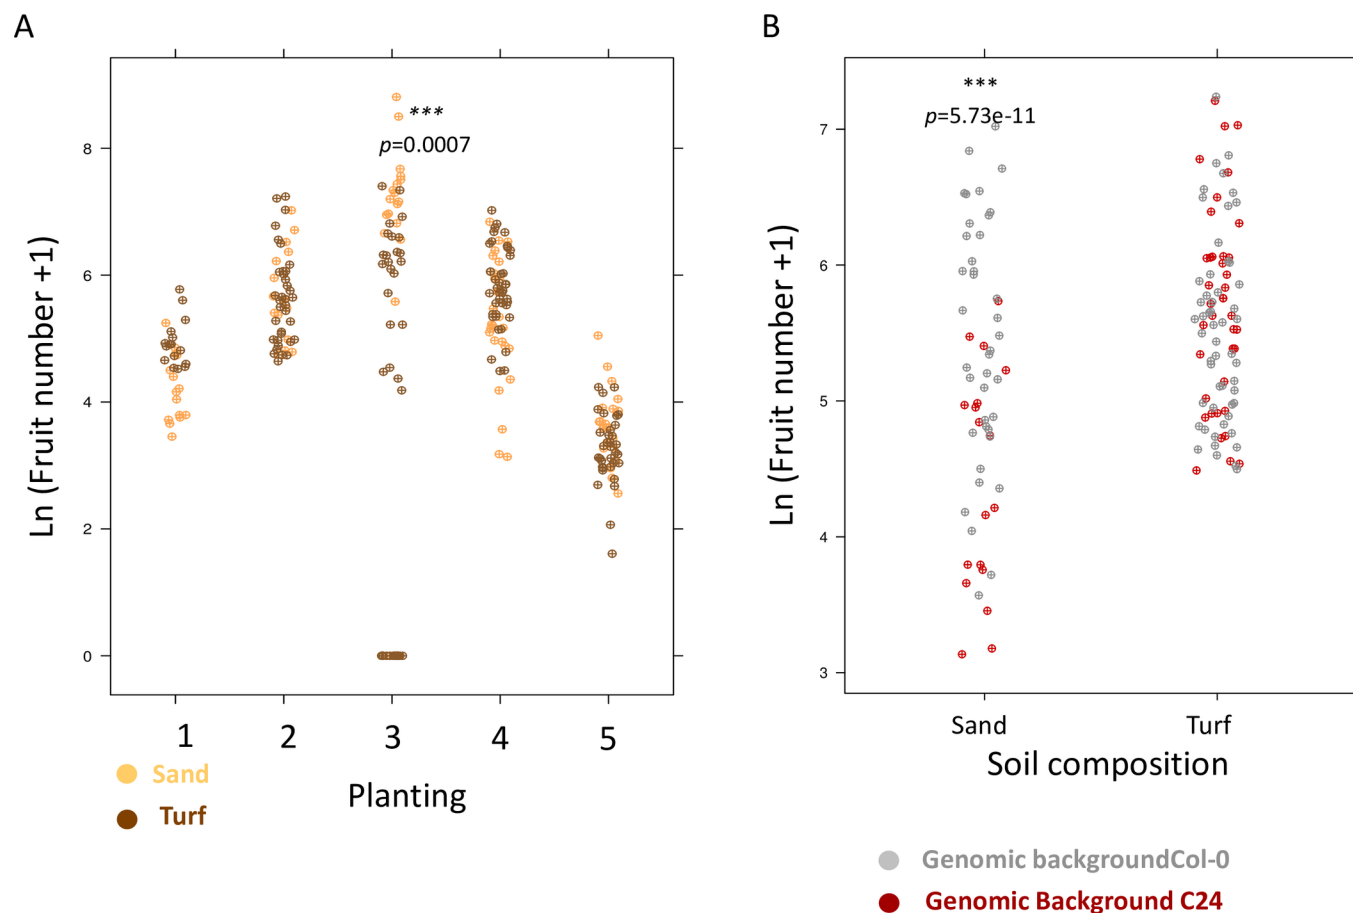 A
***
p=0.0007
8
6
4
2
0
Ln (Fruit number +1)
1 2 3 4 5
Planting
Sand
Turf
B
***
p=5.73e-11
7
6
5
4
3
Ln (Fruit number +1)
Sand Turf
Soil composition
Genomic backgroundCol-0
Genomic Background C24